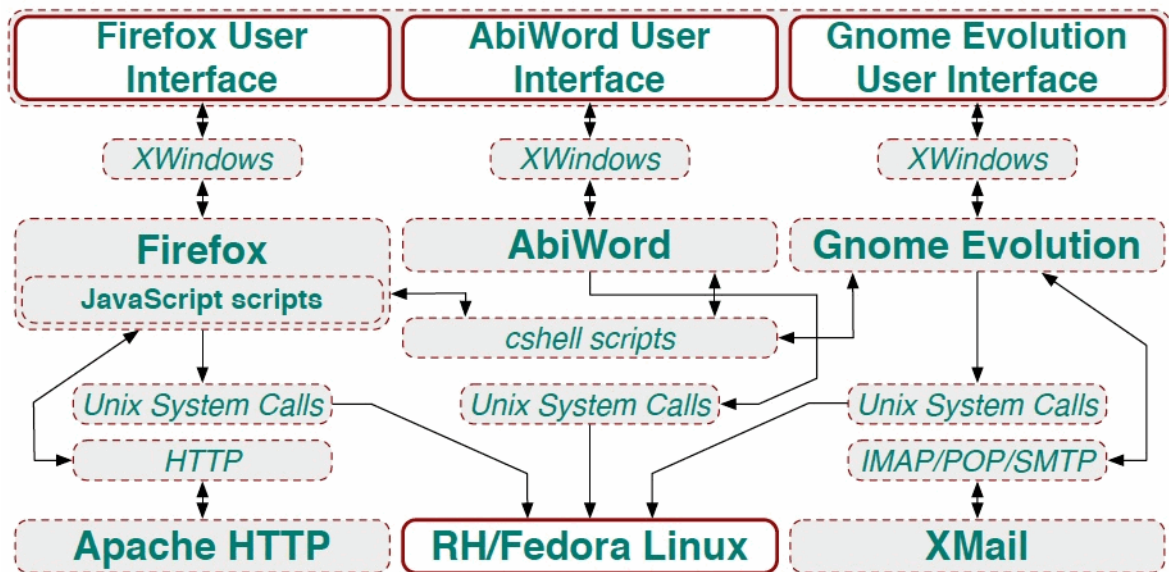 Firefox User
Interface
AbiWord User
Interface
Gnome Evolution
User Interface
XWindows
XWindows
XWindows
Firefox
JavaScript scripts
AbiWord
Gnome Evolution
cshell scripts
Unix System Calls
Unix System Calls
Unix System Calls
HTTP
IMAP/POP/SMTP
Apache HTTP
RH/Fedora Linux
XMail